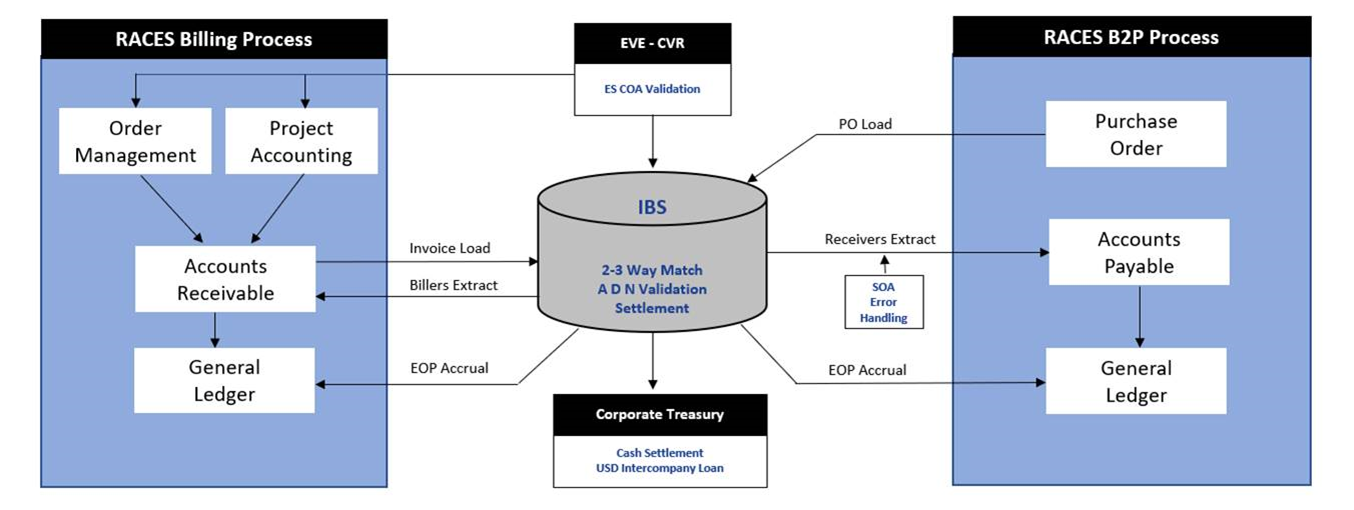 RACES Billing Process
Order
Management
Project
Accounting
Accounts
Receivable
General
Ledger
EVE - CVR
ES COA Validation
Invoice Load
Billers Extract
EOP Accrual
IBS
2-3 Way Match
A D N Validation
Settlement
Corporate Treasury
Cash Settlement
USD Intercompany Loan
PO Load
Receivers Extract
SOA
Error
Handling
EOP Accrual
RACES B2P Process
Purchase
Order
Accounts
Payable
General
Ledger